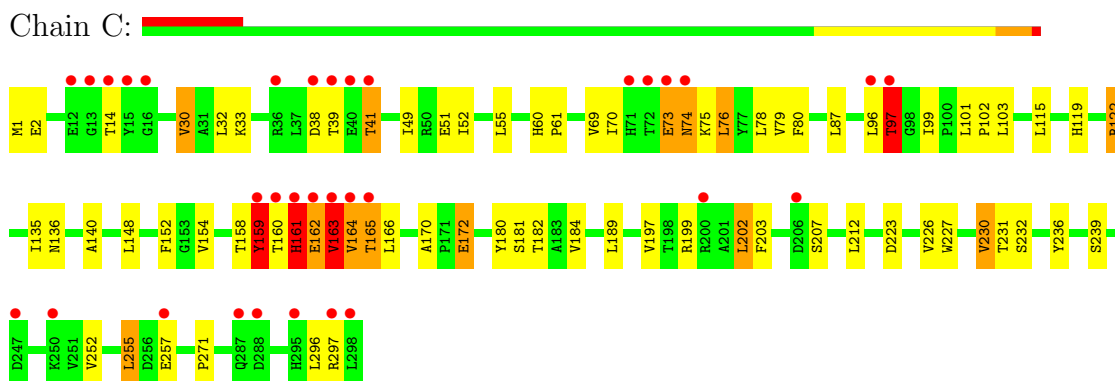 Chain C:
M1 E2 E12 G13 T14 Y15 G16 V30 A31 L32 K33 R36 L37 D38 T39 E40 T41 I49 R50 E51 I52 L55 H60 P61 V69 I70 H71 T72 E73 N74 K75 L76 Y77 L78 V79 F80 L87 L96 T97 G98 I99 P100 L101 P102 L103 L115 H119
I135 N136 A140 L148 F152 G153 V154 T158 Y159 T160 H161 E162 V163 V164 T165 L166 A170 P171 E172 Y180 S181 T182 A183 V184 L189 V197 T198 R199 R200 A201 L202 F203 D206 S207 L212 D223 V226 W227 V230 T231 S232 Y236 S239
D247 K250 V251 V252 L255 D256 E257 P271 Q287 D288 H295 L296 R297 L298